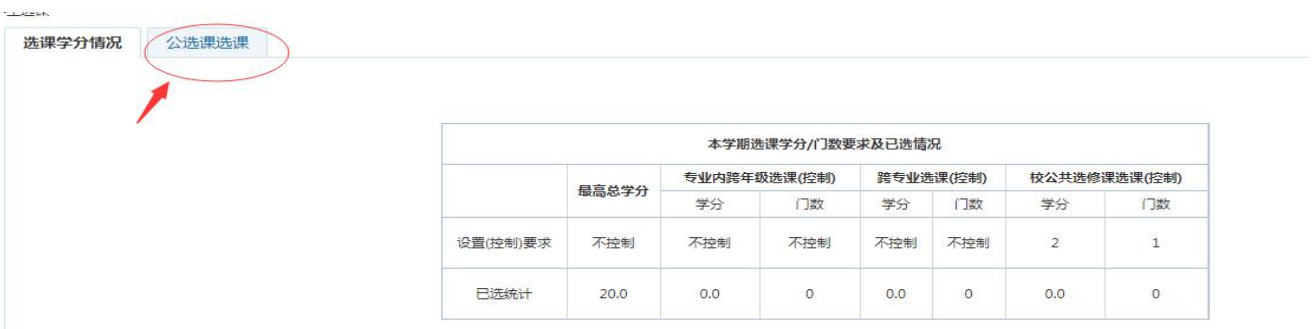 选课学分情况 公选课选课
本学期选课学分/门数要求及已选情况
最高总学分 专业内跨年级选课(控制) 跨专业选课(控制) 校公共选修课选课(控制)
学分 门数 学分 门数 学分 门数
设置(控制)要求 不控制 不控制 不控制 不控制 不控制 2 1
已选统计 20.0 0.0 0 0.0 0 0.0 0